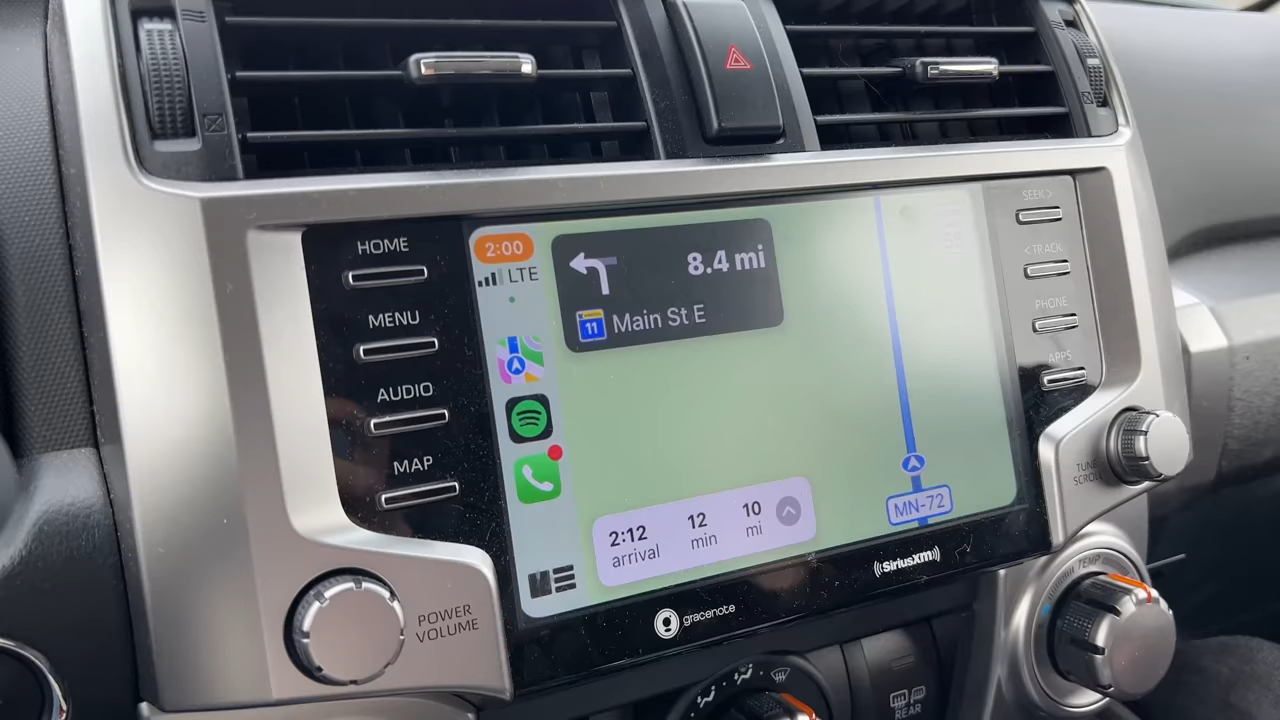 HOME
MENU
AUDIO
MAP
POWER
VOLUME
2:00
LTE
8.4 mi
11
Main St E
2:12
arrival
12
min
10
mi
MN-72
gracenote
SiriusXM
SEEK >
< TRACK
PHONE
APPS
TUNE
SCROLL
TEMP
REAR